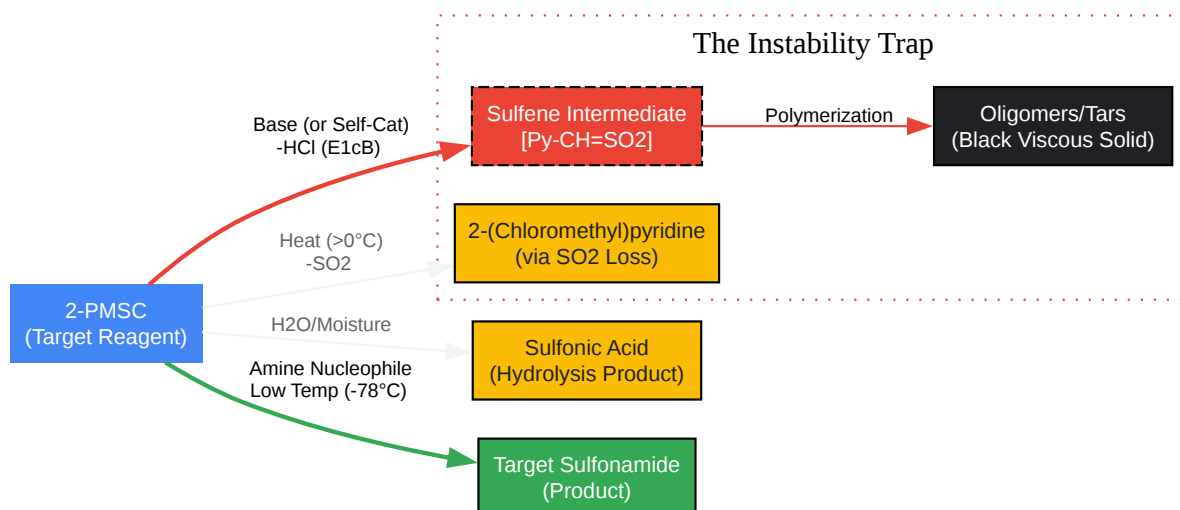 The Instability Trap
Base (or Self-Cat)
-HCl (E1cB)
Sulfene Intermediate
[Py-CH=SO2]
Polymerization
Oligomers/Tars
(Black Viscous Solid)
Heat (>0°C)
-SO2
2-(Chloromethyl)pyridine
(via SO2 Loss)
2-PMSC
(Target Reagent)
H2O/Moisture
Sulfonic Acid
(Hydrolysis Product)
Amine Nucleophile
Low Temp (-78°C)
Target Sulfonamide
(Product)